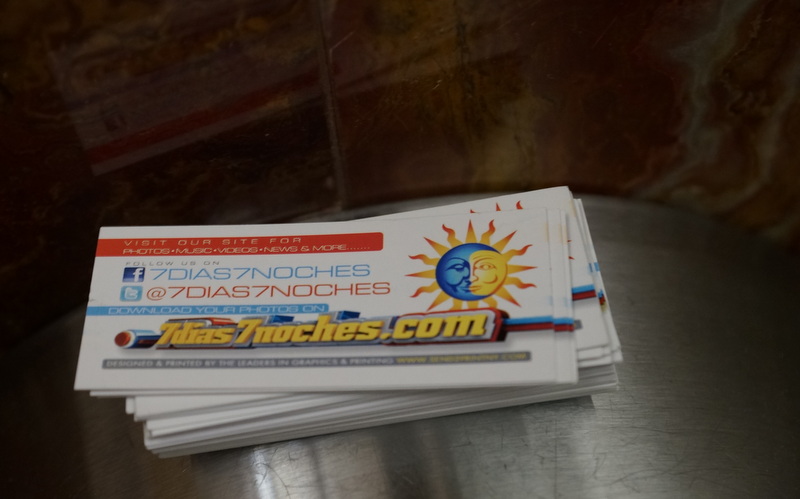 VISIT OUR SITE FOR
PHOTOS•MUSIC•VIDEOS•NEWS & MORE.......
FOLLOW US ON
f 7DIAS7NOCHES
@7DIAS7NOCHES
DOWNLOAD YOUR PHOTOS ON
7dias7noches.com
DESIGNED & PRINTED BY THE LEADERS IN GRAPHICS & PRINTING